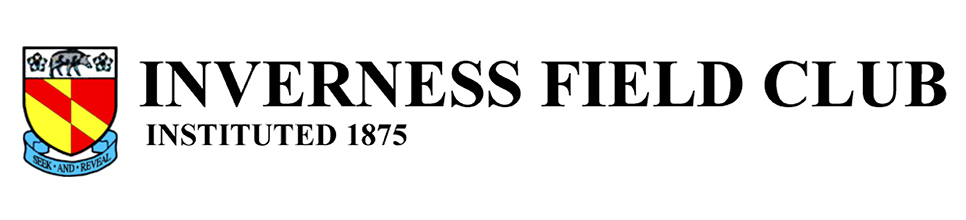 INVERNESS FIELD CLUB
INSTITUTED 1875
SEEK · AND · REVEAL